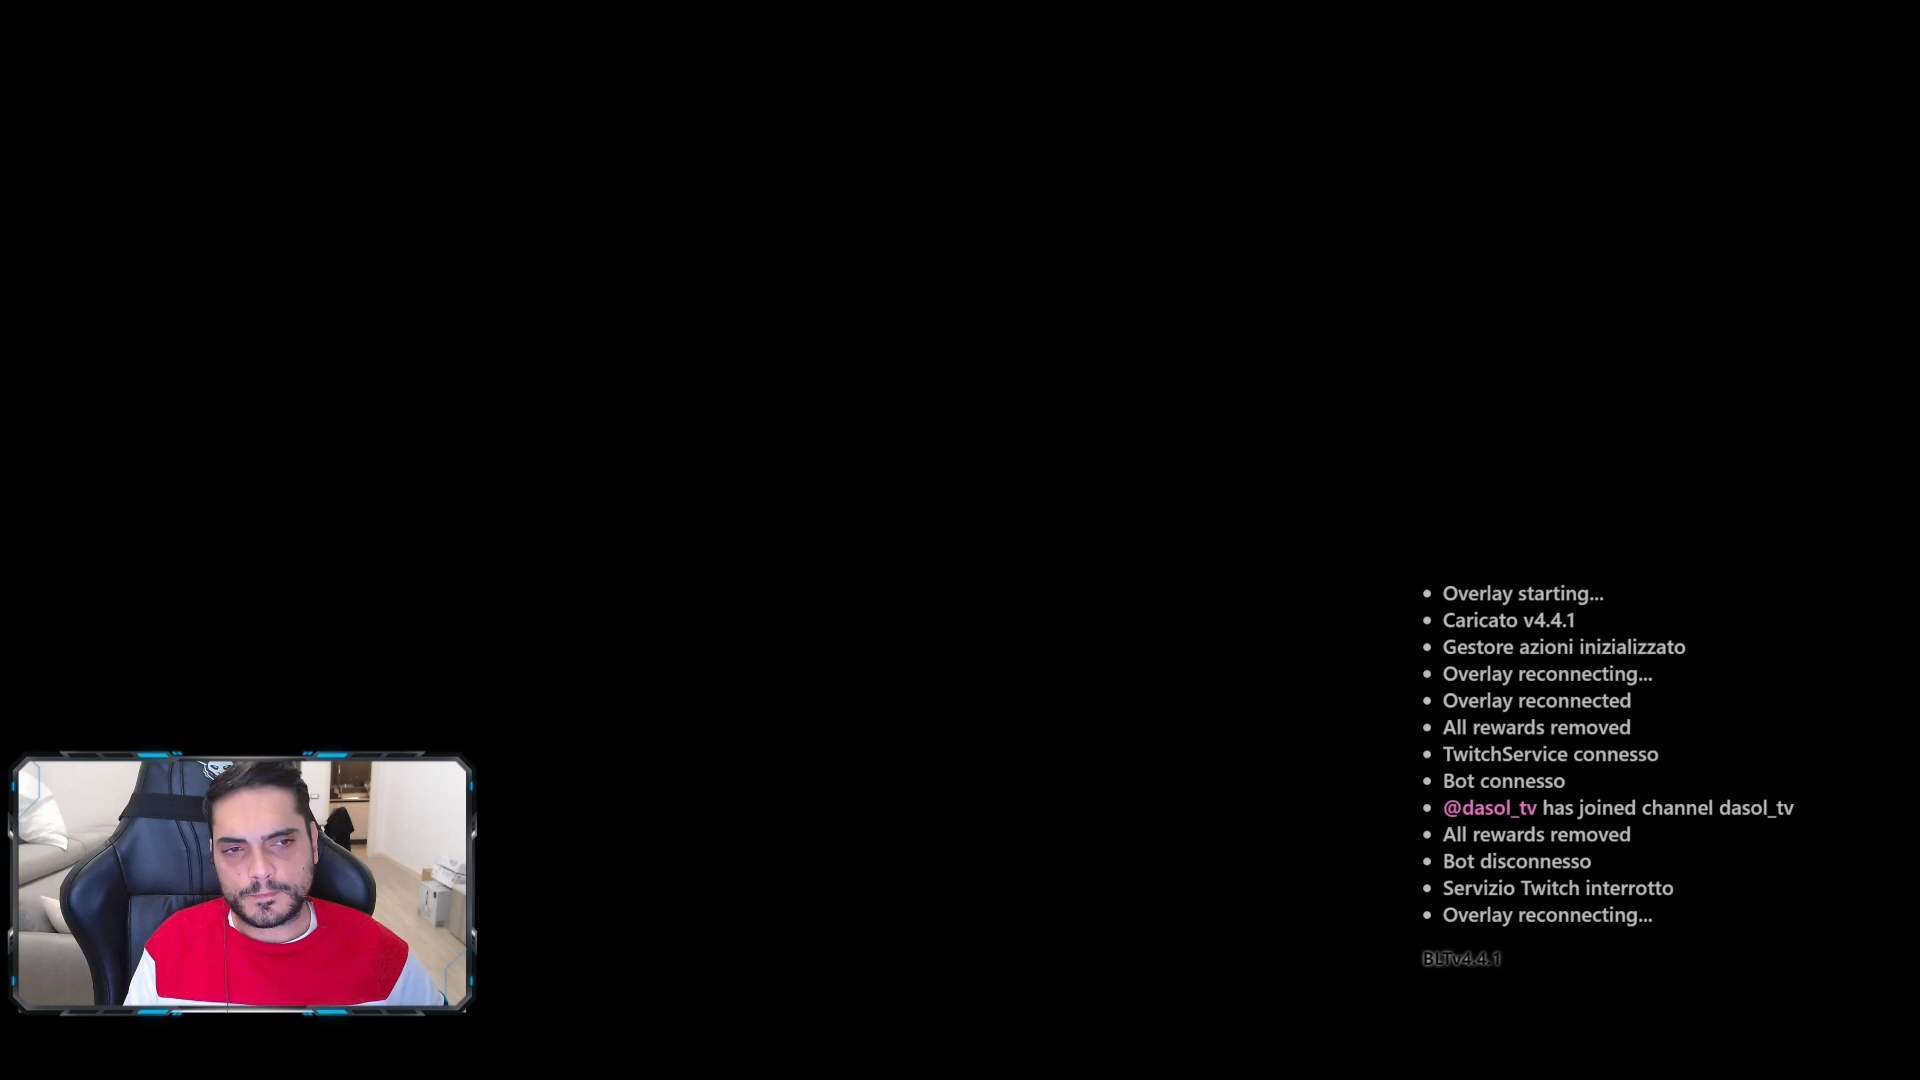 Overlay starting...
Caricato v4.4.1
Gestore azioni inizializzato
Overlay reconnecting...
Overlay reconnected
All rewards removed
TwitchService connesso
Bot connesso
@dasol_tv has joined channel dasol_tv
All rewards removed
Bot disconnesso
Servizio Twitch interrotto
Overlay reconnecting...
BLTv4.4.1